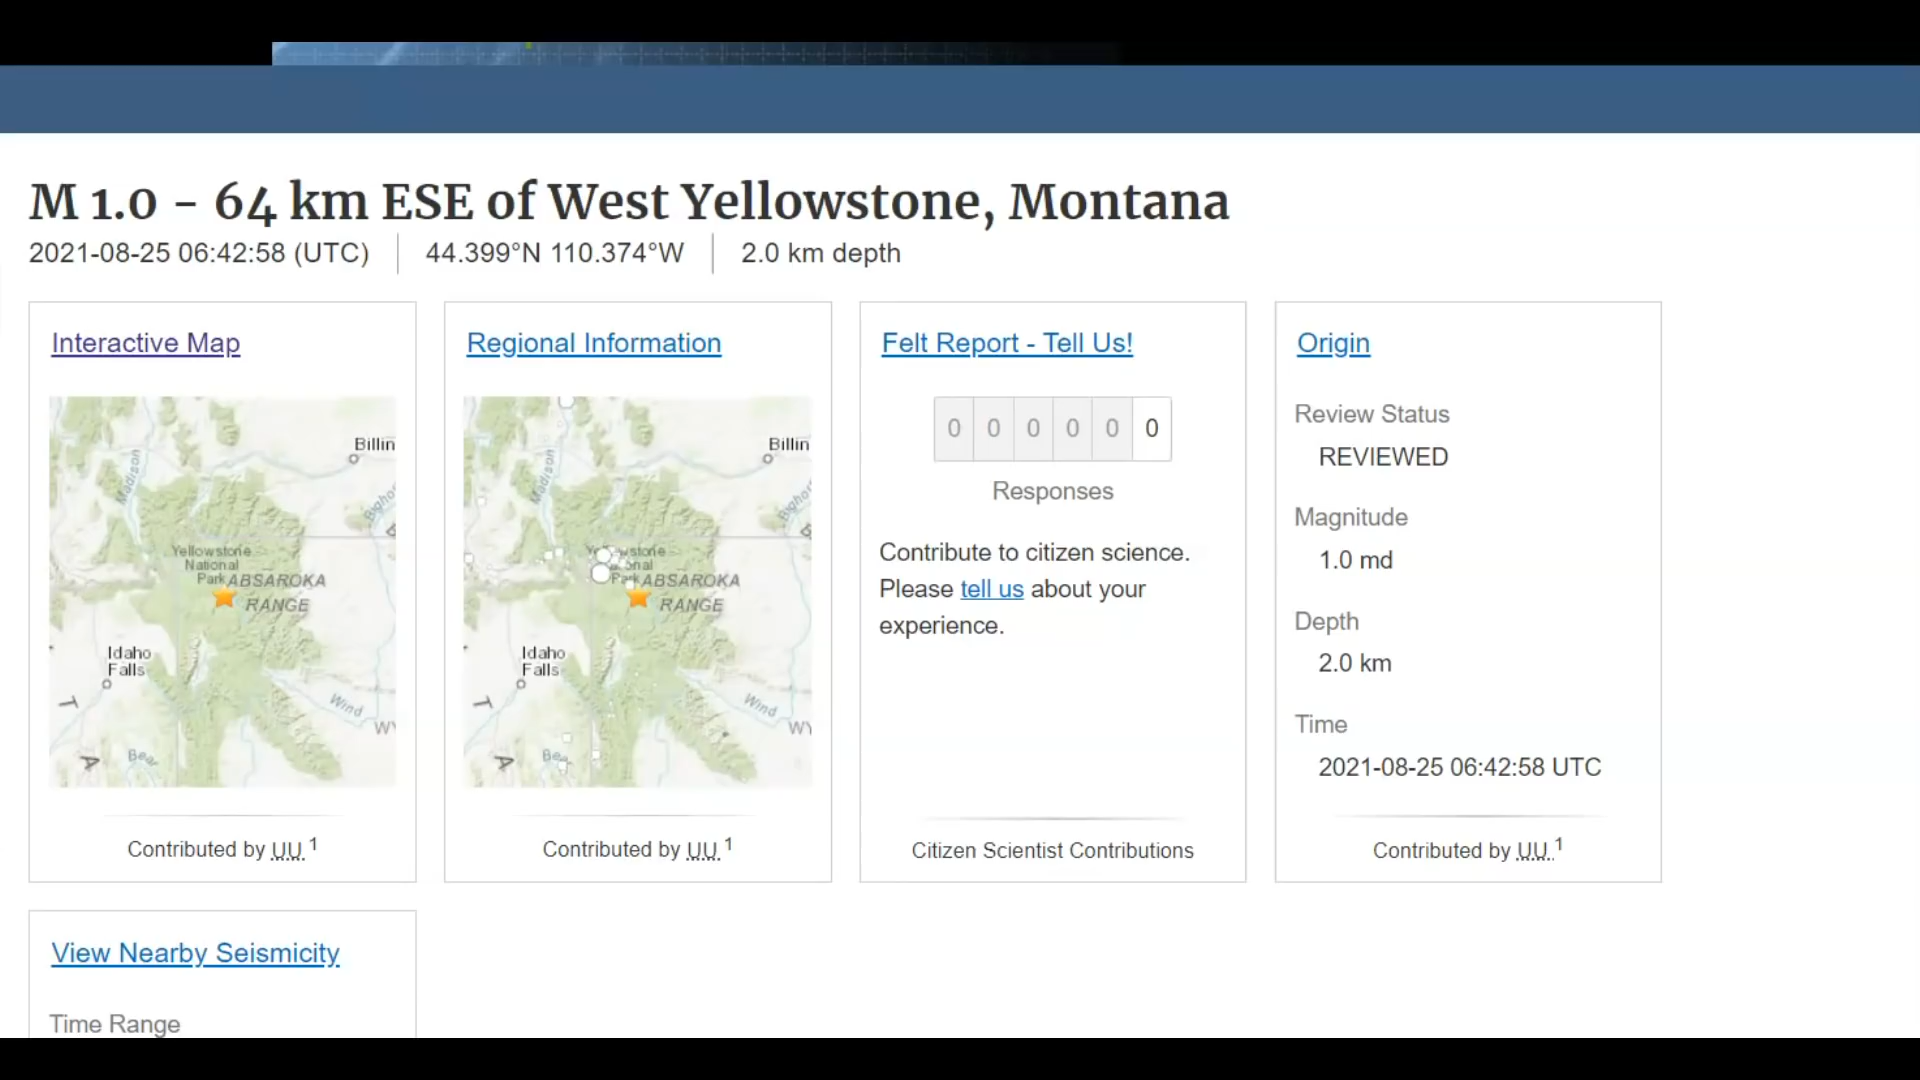 M 1.0 - 64 km ESE of West Yellowstone, Montana
2021-08-25 06:42:58 (UTC)
44.399°N 110.374°W
2.0 km depth
Interactive Map
Billin
Madison
Yellowstone
National
Park
ABSAROKA
RANGE
Idaho
Falls
Wind
WY
Bear
A
T
Contributed by UU 1
Regional Information
Billin
Madison
ABSAROKA
RANGE
Idaho
Falls
Wind
WY
A
T
Contributed by UU 1
Felt Report - Tell Us!
0 0 0 0 0 0
Responses
Contribute to citizen science.
Please tell us about your
experience.
Citizen Scientist Contributions
Origin
Review Status
REVIEWED
Magnitude
1.0 md
Depth
2.0 km
Time
2021-08-25 06:42:58 UTC
Contributed by UU 1
View Nearby Seismicity
Time Range